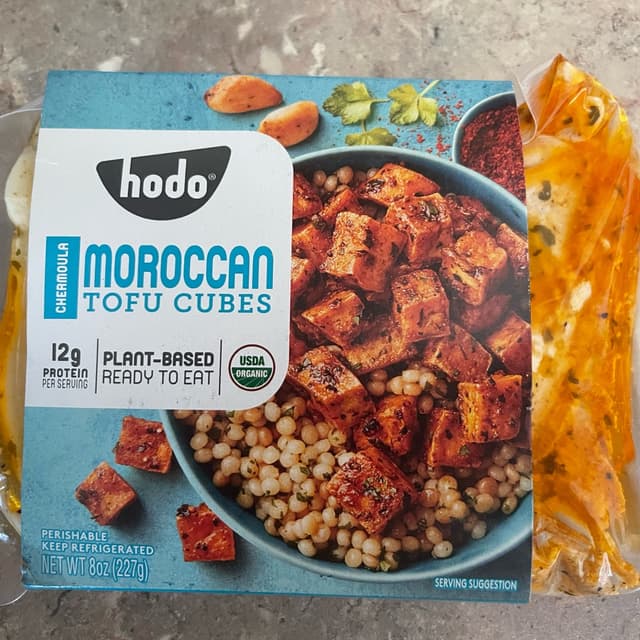 hodo®
CHERMOULA
MOROCCAN
TOFU CUBES
12g
PROTEIN
PER SERVING
PLANT-BASED
READY TO EAT
USDA
ORGANIC
PERISHABLE
KEEP REFRIGERATED
NET WT 8oz (227g)
SERVING SUGGESTION